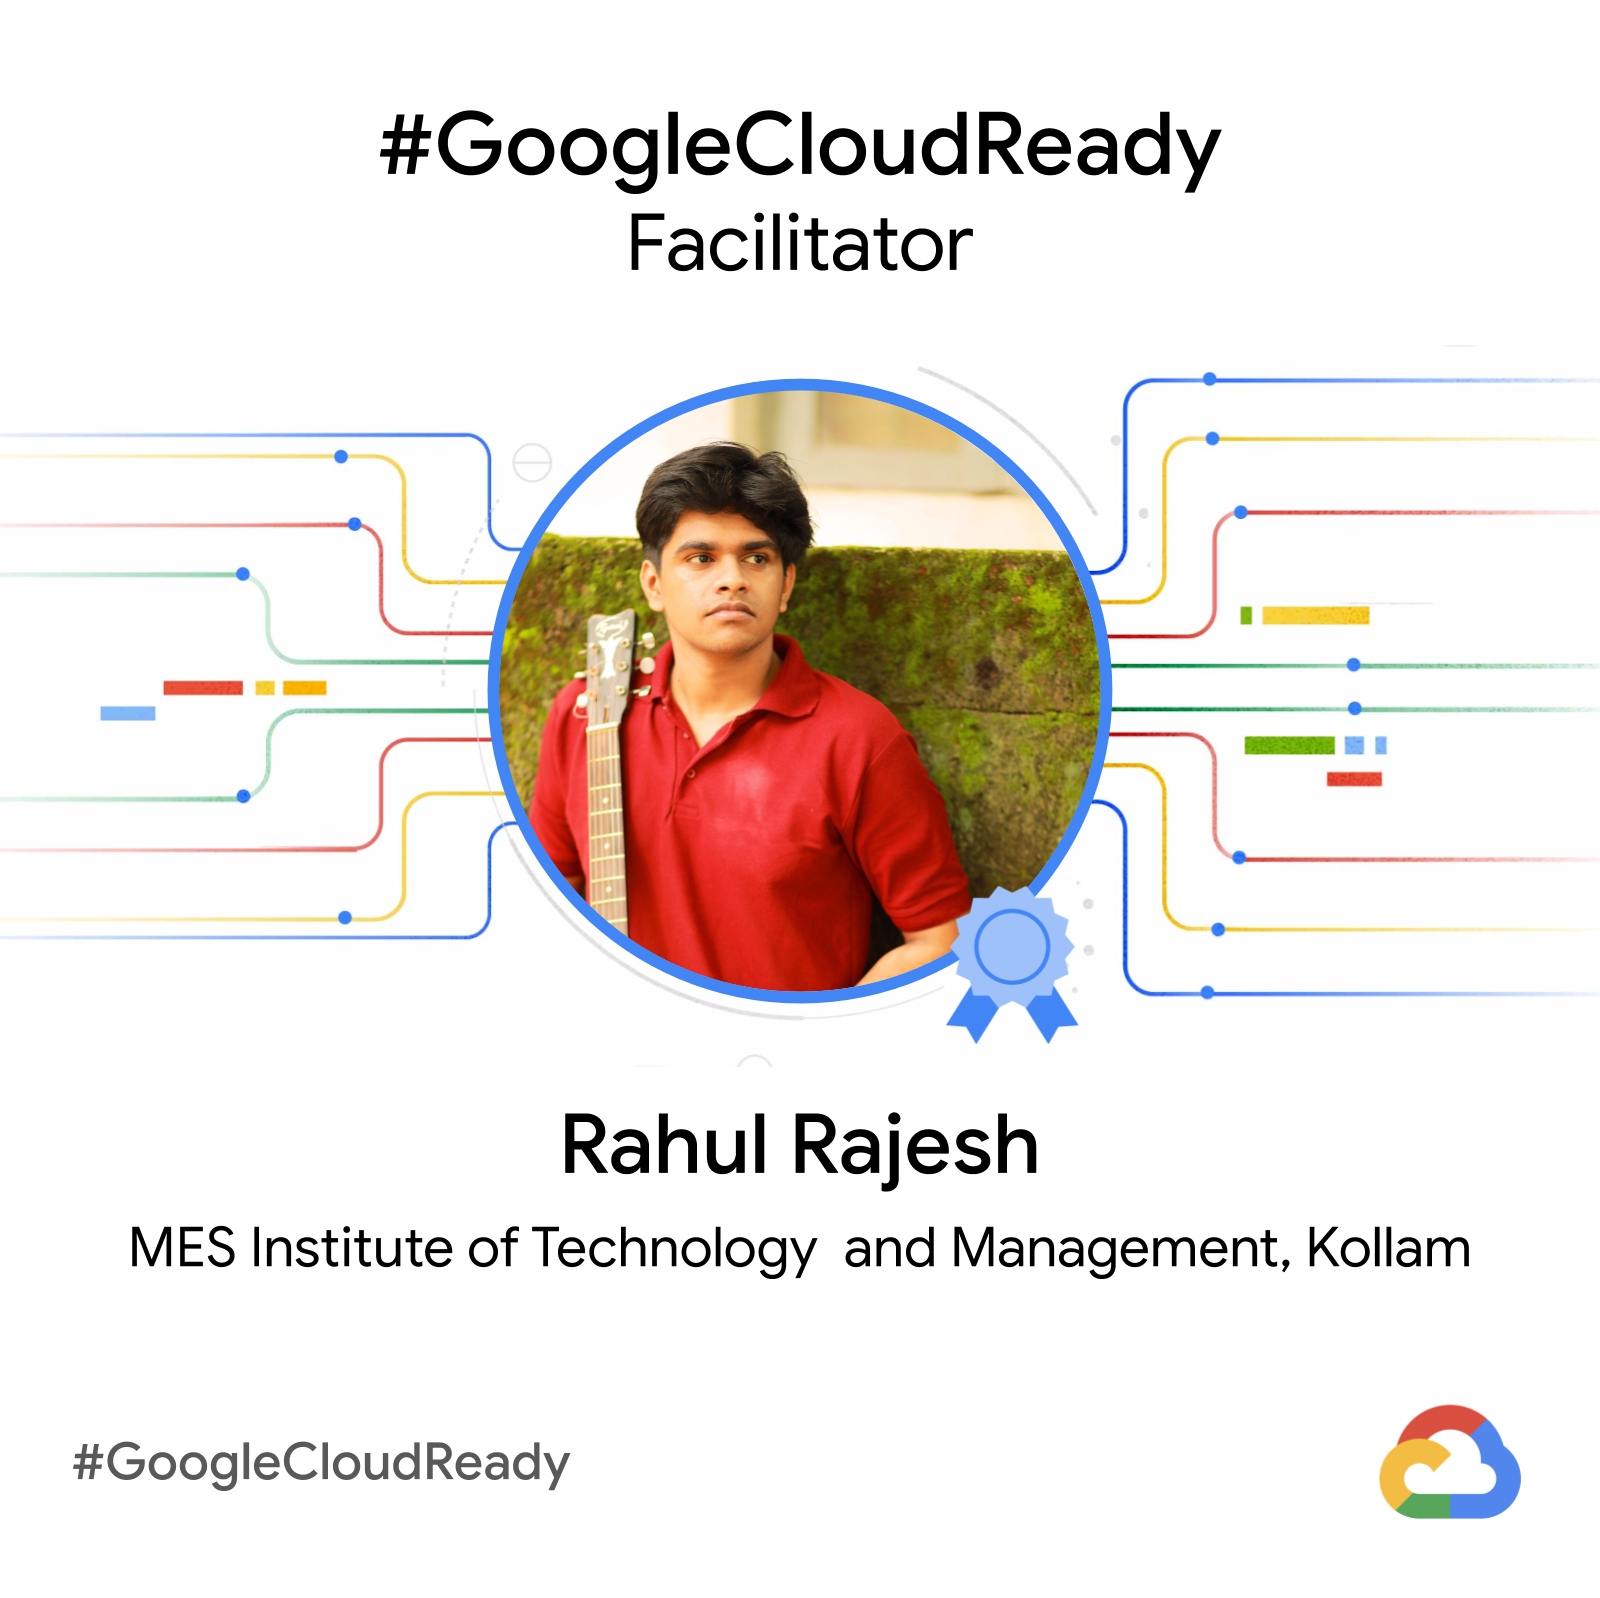 #GoogleCloudReady
Facilitator
Rahul Rajesh
MES Institute of Technology  and Management, Kollam
#GoogleCloudReady